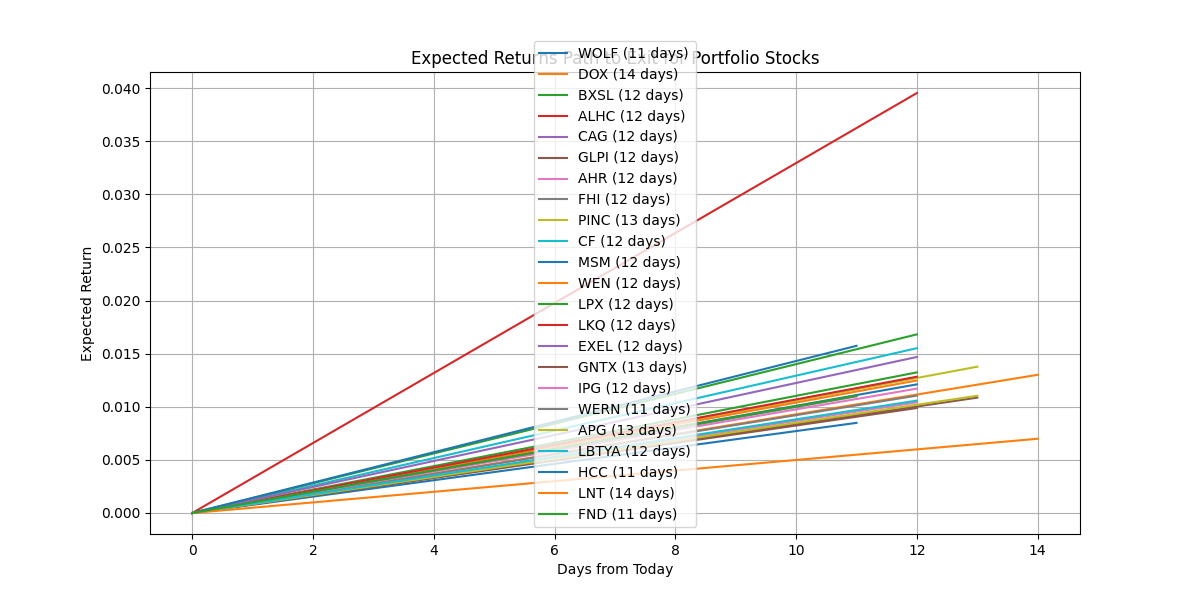 Expected Returns Path to Exit for Portfolio Stocks
WOLF (11 days)
DOX (14 days)
BXSL (12 days)
ALHC (12 days)
CAG (12 days)
GLPI (12 days)
AHR (12 days)
FHI (12 days)
PINC (13 days)
CF (12 days)
MSM (12 days)
WEN (12 days)
LPX (12 days)
LKQ (12 days)
EXEL (12 days)
GNTX (13 days)
IPG (12 days)
WERN (11 days)
APG (13 days)
LBTYA (12 days)
HCC (11 days)
LNT (14 days)
FND (11 days)
Expected Return
0.040
0.035
0.030
0.025
0.020
0.015
0.010
0.005
0.000
0 2 4 6 8 10 12 14
Days from Today